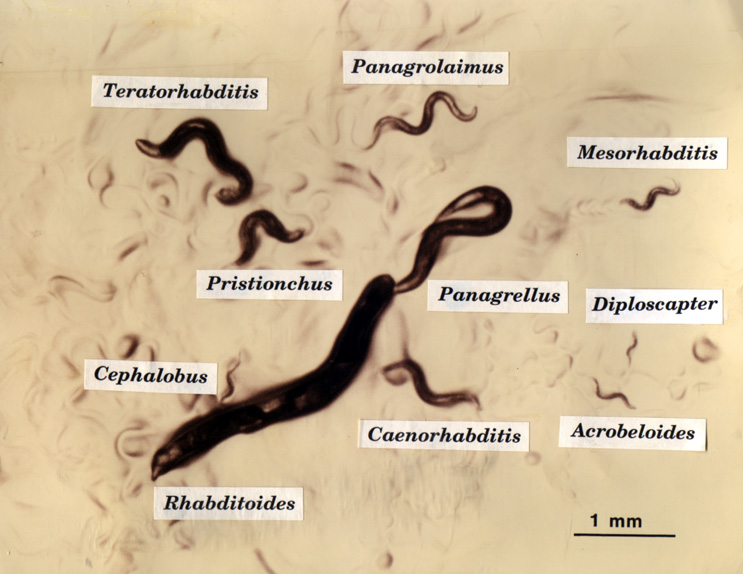 Panagrolaimus
Teratorhabditis
Mesorhabditis
Pristionchus
Panagrellus
Diploscapter
Cephalobus
Caenorhabditis
Acrobeloides
Rhabditoides
1 mm